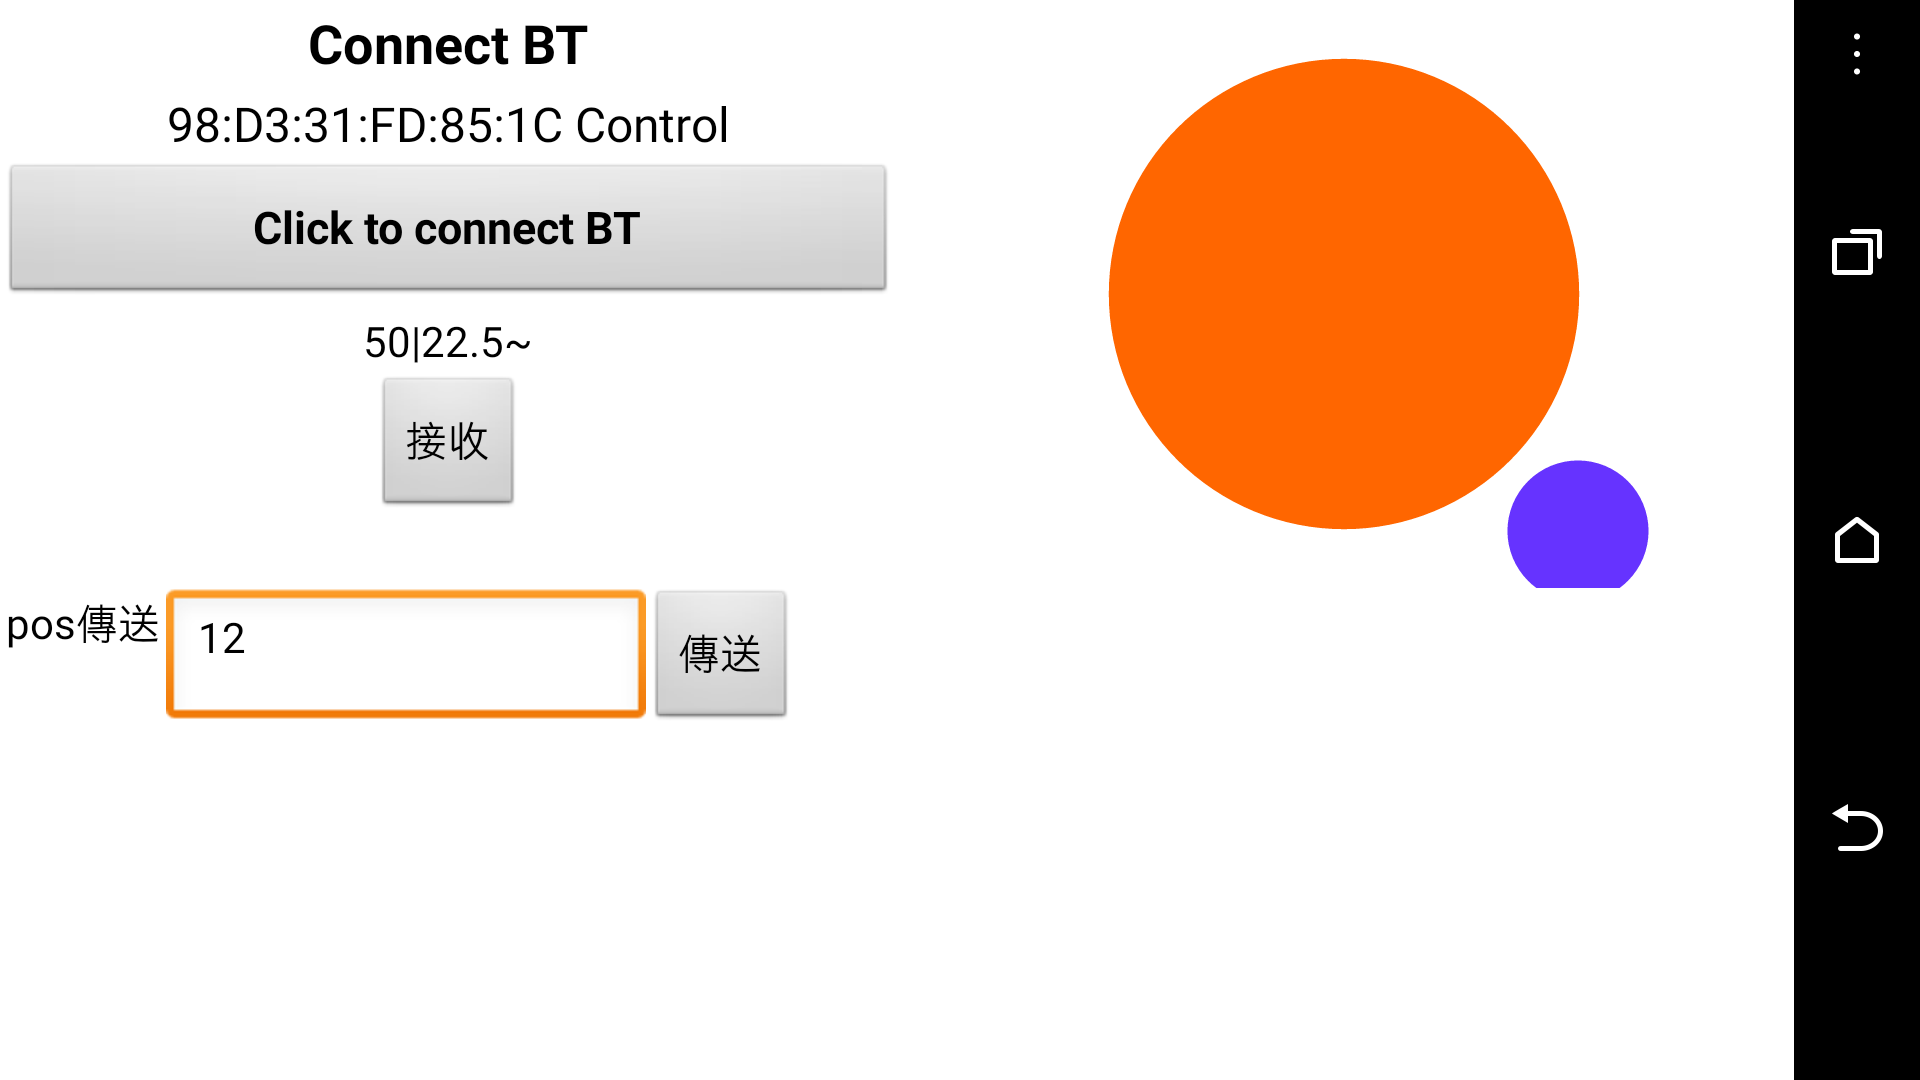 Connect BT
98:D3:31:FD:85:1C Control
Click to connect BT
50|22.5~
接收
pos傳送 12 傳送